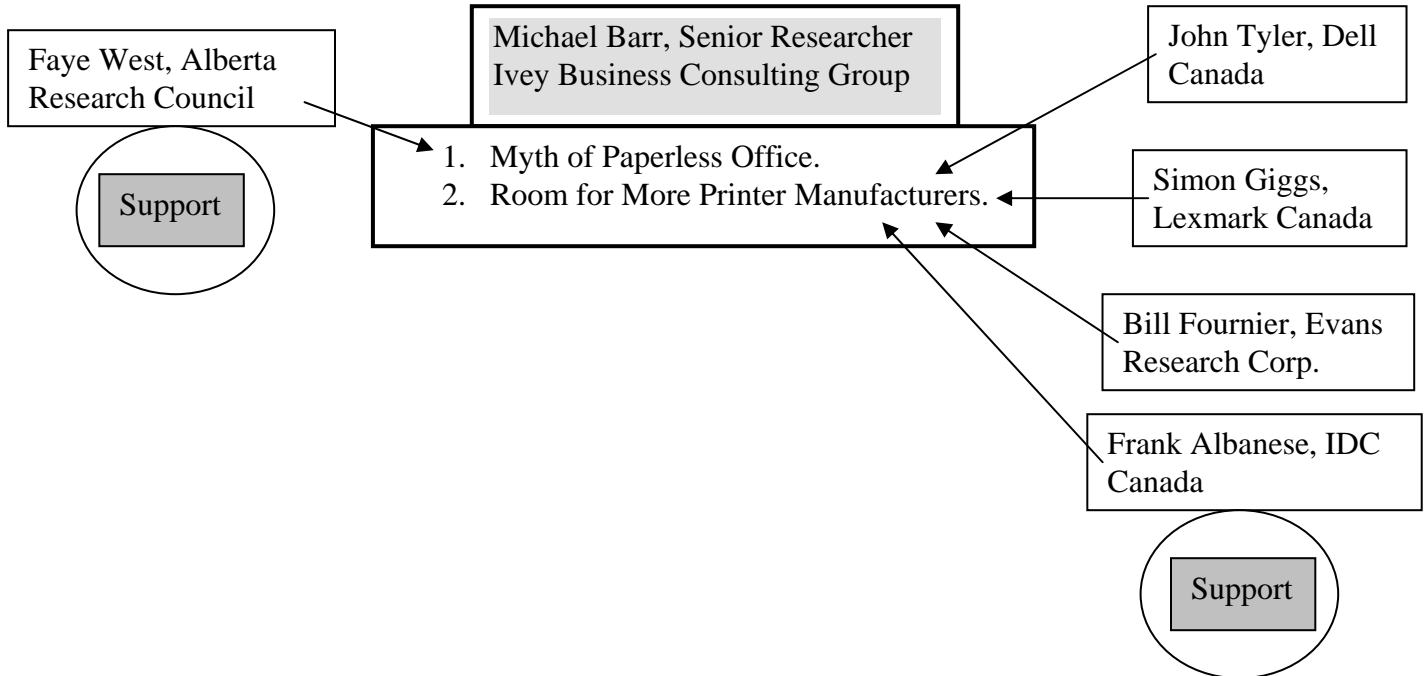 Michael Barr, Senior Researcher
Ivey Business Consulting Group
Faye West, Alberta
Research Council
Support
1. Myth of Paperless Office.
2. Room for More Printer Manufacturers.
John Tyler, Dell
Canada
Simon Giggs,
Lexmark Canada
Bill Fournier, Evans
Research Corp.
Frank Albanese, IDC
Canada
Support